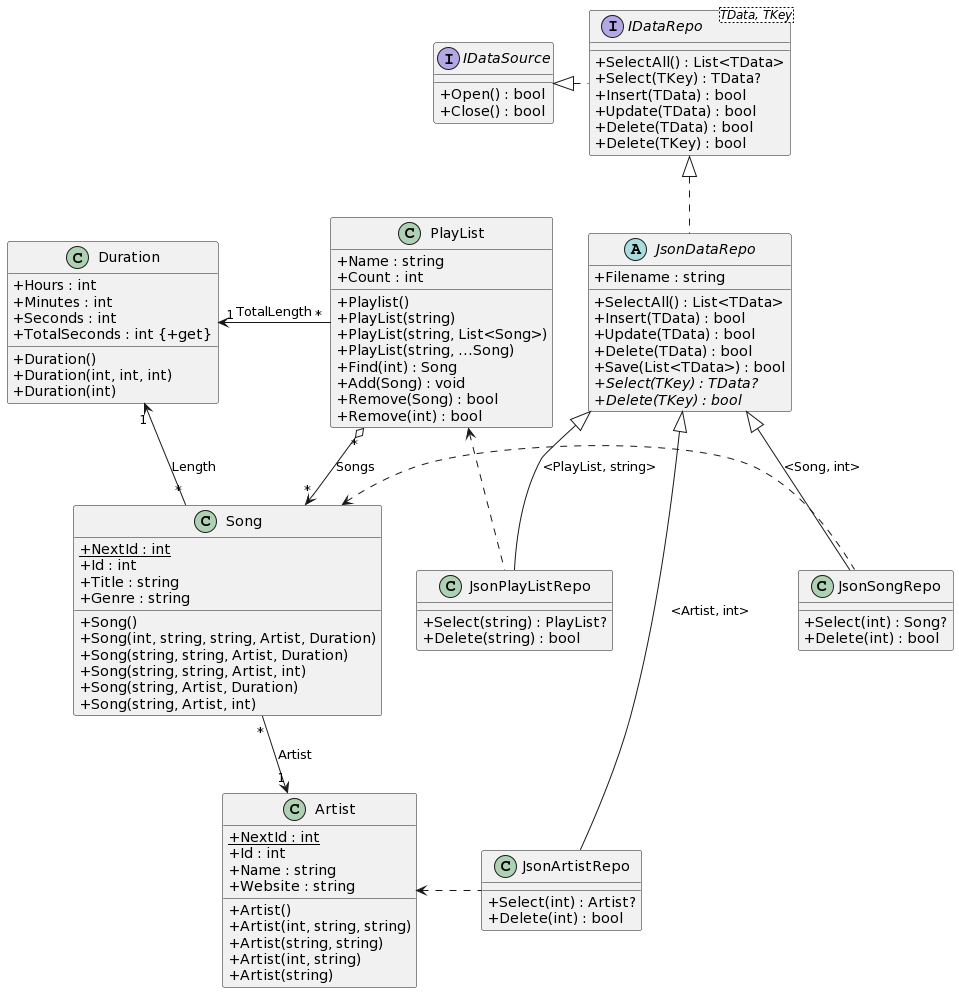 TData, TKey
I IDataRepo
+SelectAll() : List<TData>
+Select(TKey) : TData?
+Insert(TData) : bool
+Update(TData) : bool
+Delete(TData) : bool
+Delete(TKey) : bool
I IDataSource
+Open() : bool
+Close() : bool
C Duration
+Hours : int
+Minutes : int
+Seconds : int
+TotalSeconds : int {+get}
+Duration()
+Duration(int, int, int)
+Duration(int)
1 TotalLength *
C PlayList
+Name : string
+Count : int
+Playlist()
+PlayList(string)
+PlayList(string, List<Song>)
+PlayList(string, ...Song)
+Find(int) : Song
+Add(Song) : void
+Remove(Song) : bool
+Remove(int) : bool
A JsonDataRepo
+Filename : string
+SelectAll() : List<TData>
+Insert(TData) : bool
+Update(TData) : bool
+Delete(TData) : bool
+Save(List<TData>) : bool
+Select(TKey) : TData?
+Delete(TKey) : bool
1
Length
*
*
Songs
*
<PlayList, string>
<Song, int>
C Song
+NextId : int
+Id : int
+Title : string
+Genre : string
+Song()
+Song(int, string, string, Artist, Duration)
+Song(string, string, Artist, Duration)
+Song(string, string, Artist, int)
+Song(string, Artist, Duration)
+Song(string, Artist, int)
C JsonPlayListRepo
+Select(string) : PlayList?
+Delete(string) : bool
<Artist, int>
C JsonSongRepo
+Select(int) : Song?
+Delete(int) : bool
*
Artist
1
C Artist
+NextId : int
+Id : int
+Name : string
+Website : string
+Artist()
+Artist(int, string, string)
+Artist(string, string)
+Artist(int, string)
+Artist(string)
C JsonArtistRepo
+Select(int) : Artist?
+Delete(int) : bool